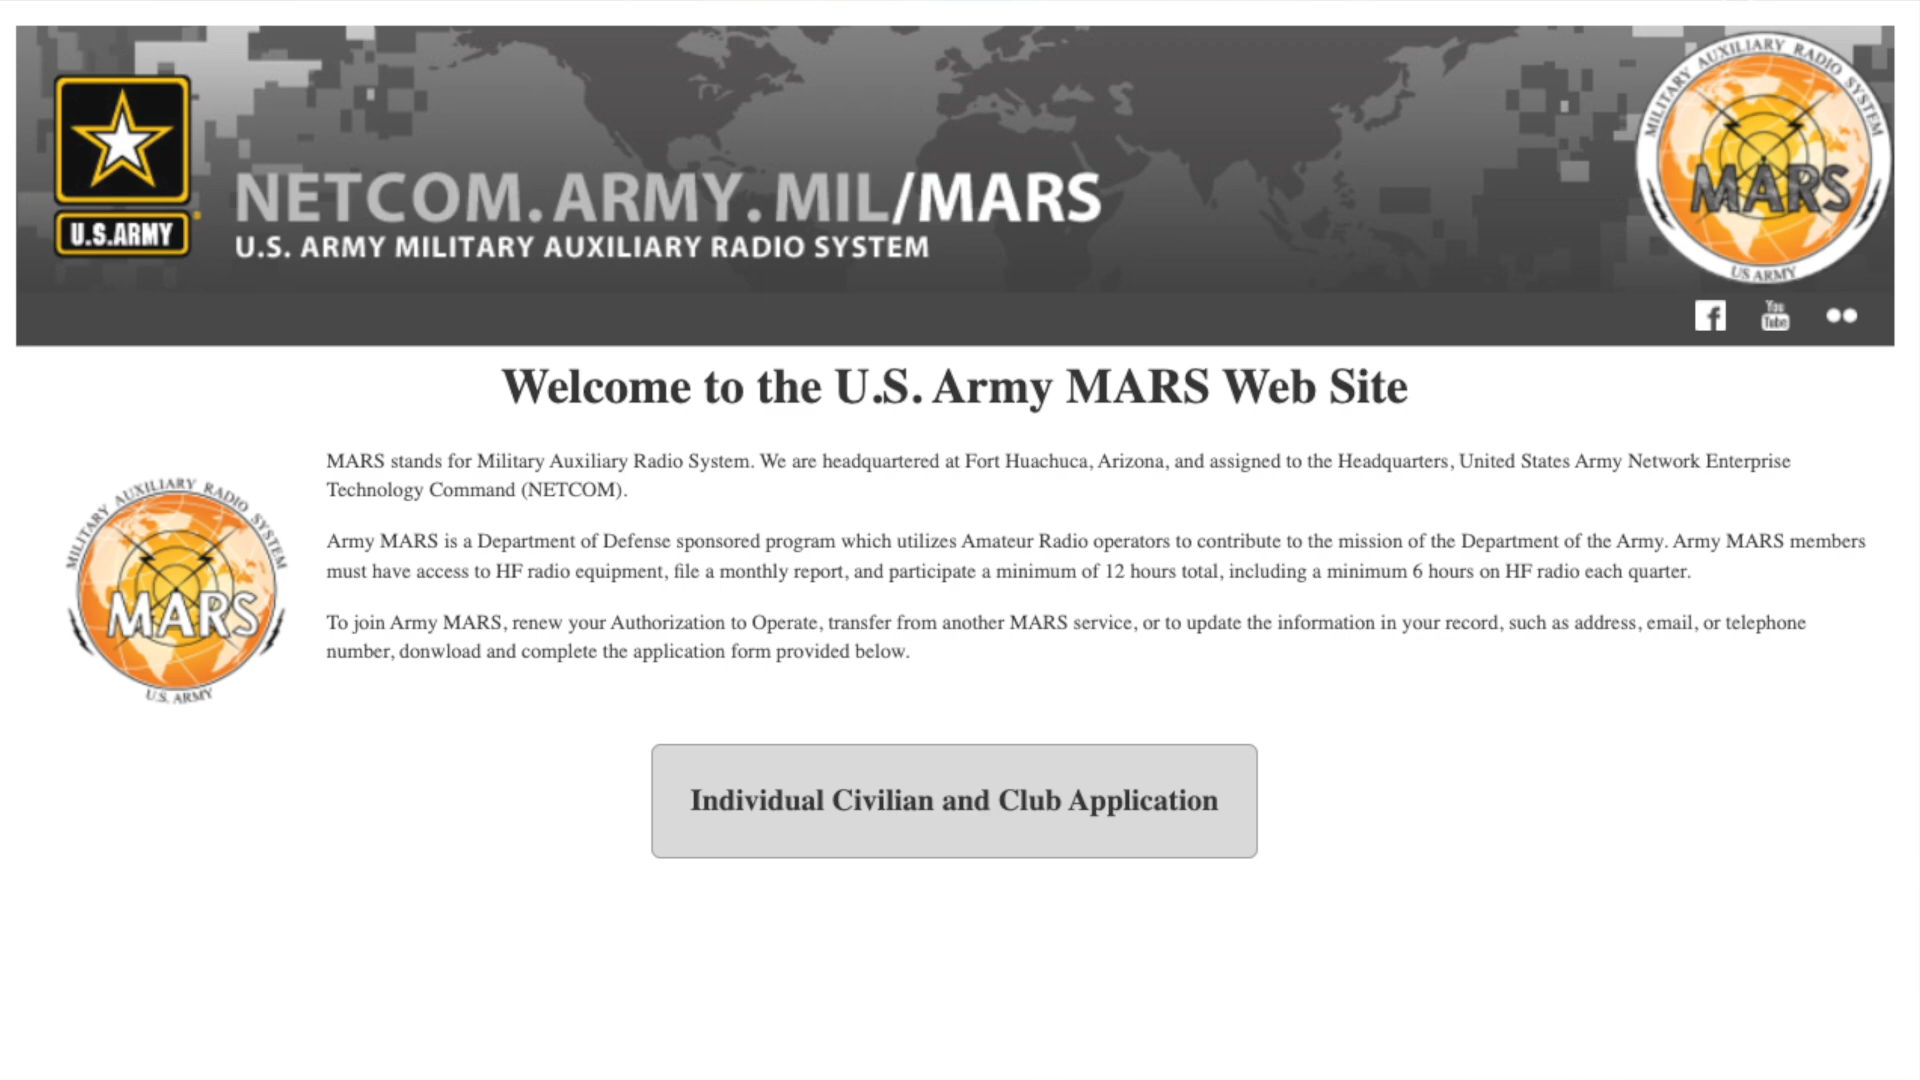 MILITARY AUXILIARY RADIO SYSTEM
MARS
US ARMY
U.S.ARMY
NETCOM.ARMY.MIL/MARS
U.S. ARMY MILITARY AUXILIARY RADIO SYSTEM
You
Tube
Welcome to the U.S. Army MARS Web Site
MARS stands for Military Auxiliary Radio System. We are headquartered at Fort Huachuca, Arizona, and assigned to the Headquarters, United States Army Network Enterprise
Technology Command (NETCOM).
MILITARY AUXILIARY RADIO SYSTEM
MARS
U.S. ARMY
Army MARS is a Department of Defense sponsored program which utilizes Amateur Radio operators to contribute to the mission of the Department of the Army. Army MARS members
must have access to HF radio equipment, file a monthly report, and participate a minimum of 12 hours total, including a minimum 6 hours on HF radio each quarter.
To join Army MARS, renew your Authorization to Operate, transfer from another MARS service, or to update the information in your record, such as address, email, or telephone
number, donwload and complete the application form provided below.
Individual Civilian and Club Application